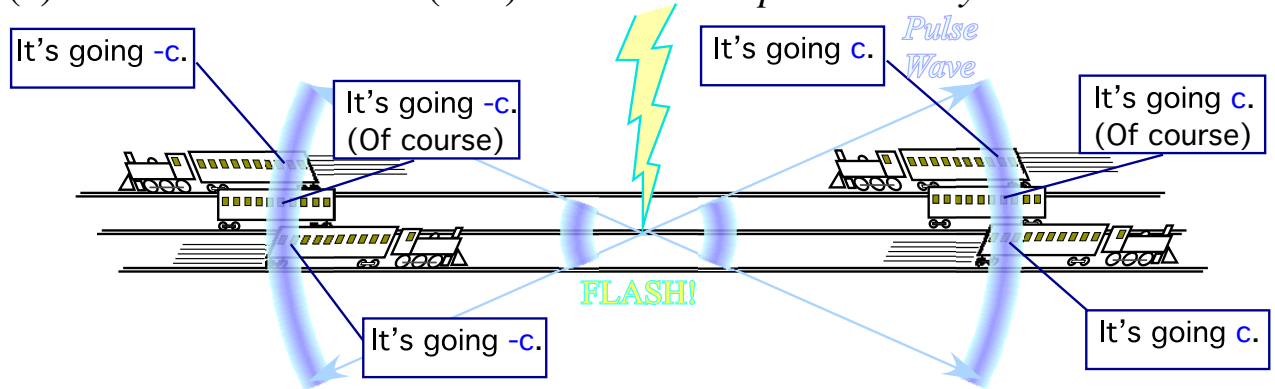 It's going -c.
It's going c.
Pulse
Wave
It's going -c.
(Of course)
It's going c.
(Of course)
FLASH!
It's going -c.
It's going c.